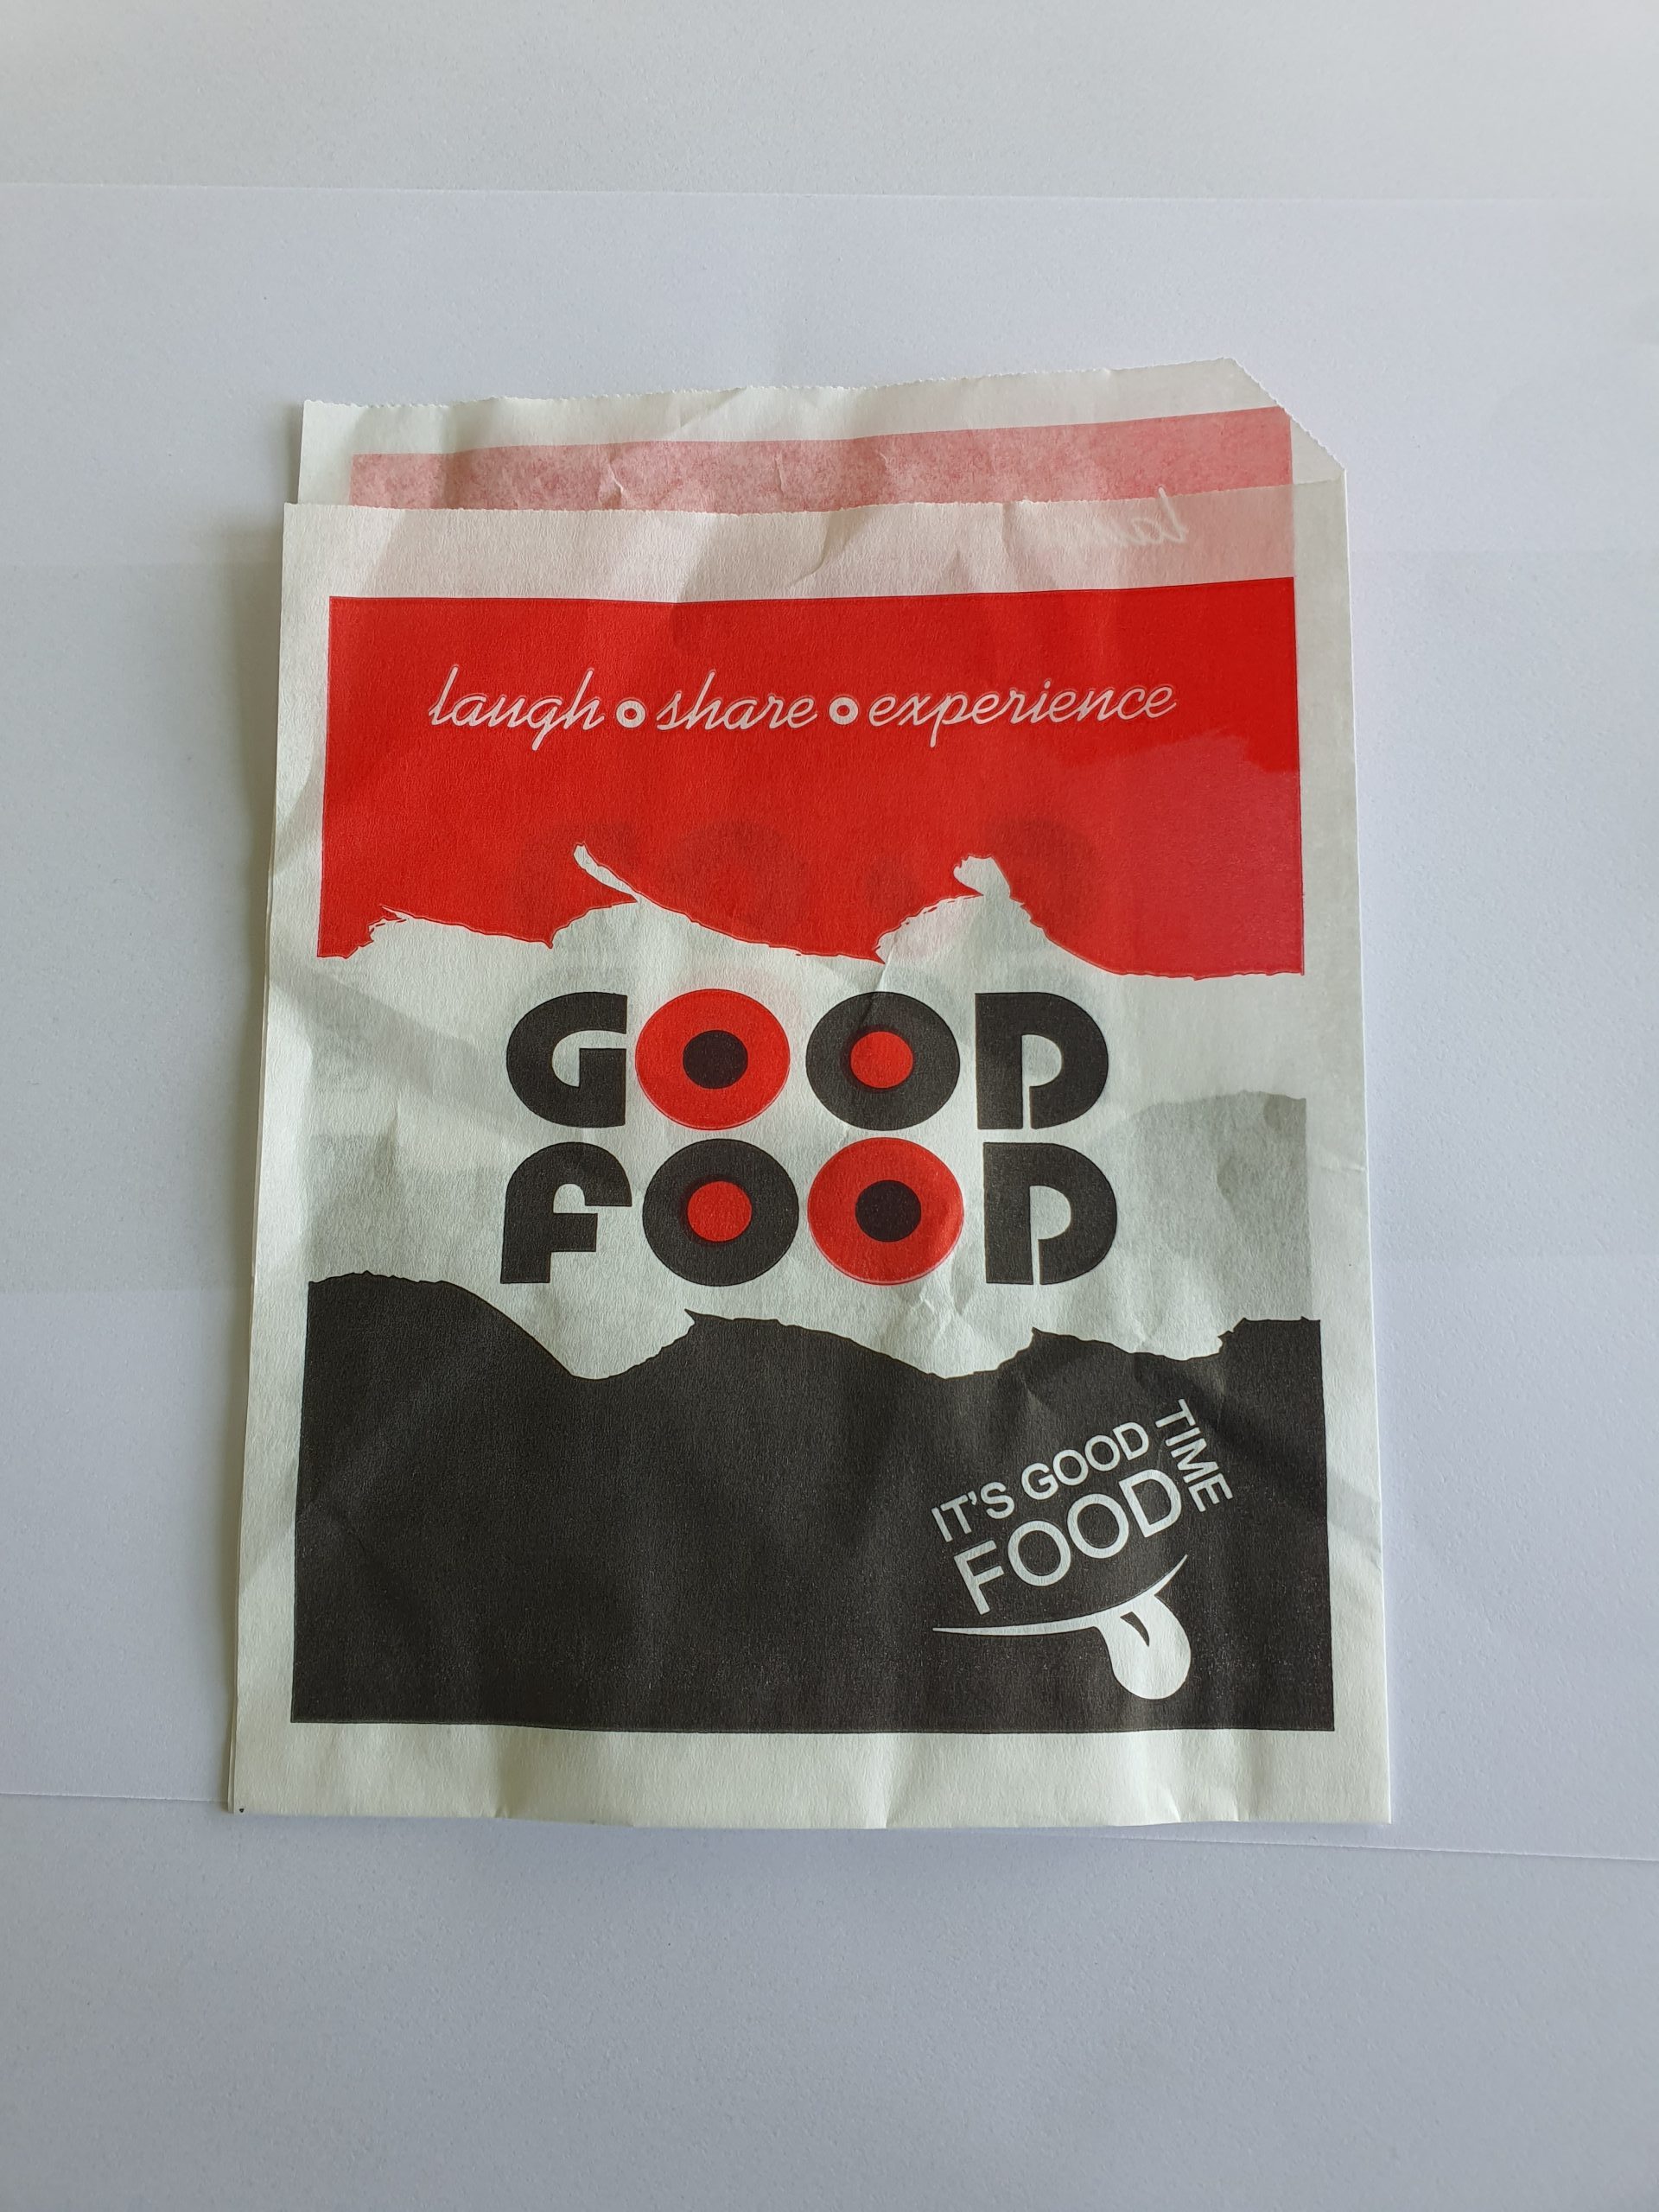 laugh • share • experience
GOOD
FOOD
IT'S GOOD
FOOD
TIME